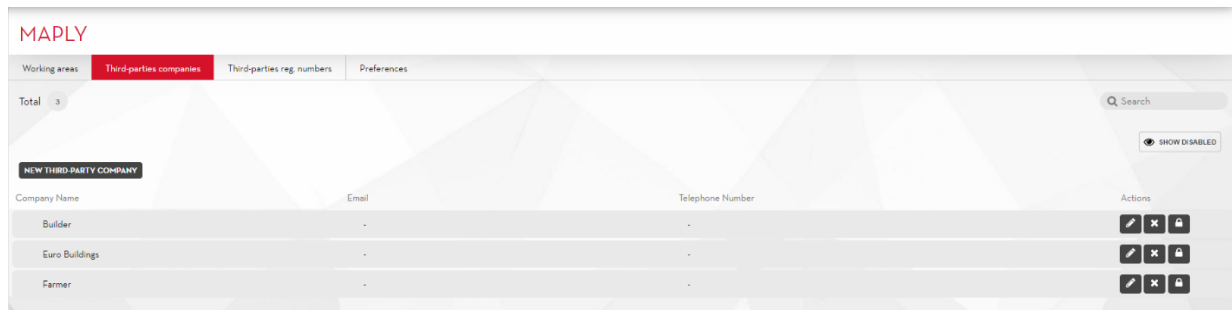 MAPLY
Working areas Third-parties companies Third-parties reg. numbers Preferences
Total 3 Search
SHOW DISABLED
NEW THIRD-PARTY COMPANY
Company Name Email Telephone Number Actions
Builder - -
Euro Buildings - -
Farmer - -